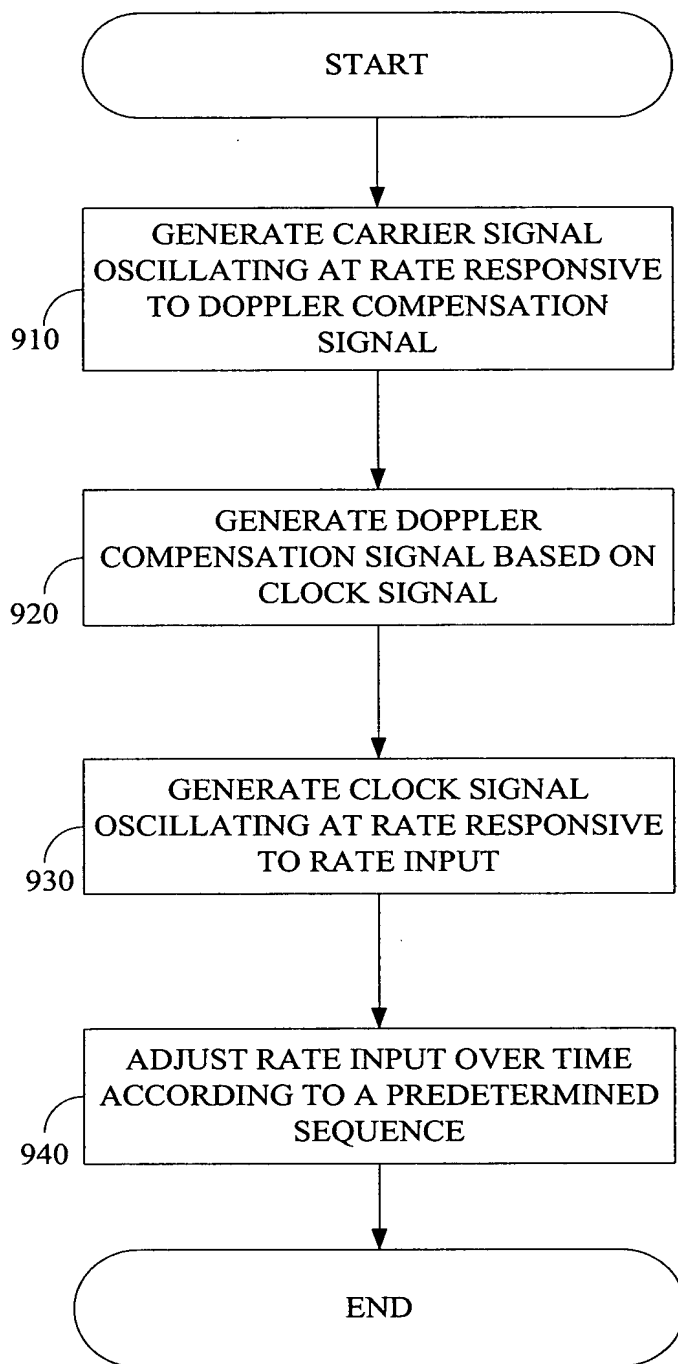 START
GENERATE CARRIER SIGNAL
OSCILLATING AT RATE RESPONSIVE
TO DOPPLER COMPENSATION
SIGNAL
910
GENERATE DOPPLER
COMPENSATION SIGNAL BASED ON
CLOCK SIGNAL
920
GENERATE CLOCK SIGNAL
OSCILLATING AT RATE RESPONSIVE
TO RATE INPUT
930
ADJUST RATE INPUT OVER TIME
ACCORDING TO A PREDETERMINED
SEQUENCE
940
END